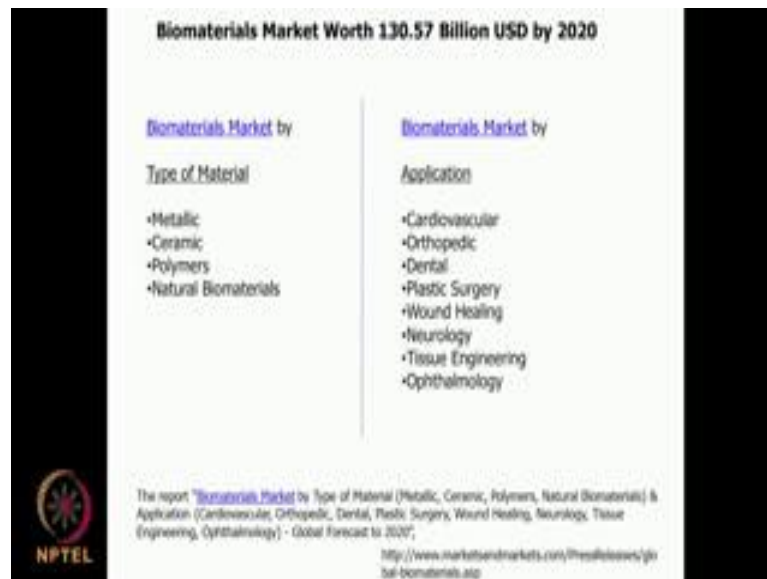 Biomaterials Market Worth 130.57 Billion USD by 2020
Biomaterials Market by
Type of Material
•Metallic
•Ceramic
•Polymers
•Natural Biomaterials
Biomaterials Market by
Application
•Cardiovascular
•Orthopedic
•Dental
•Plastic Surgery
•Wound Healing
•Neurology
•Tissue Engineering
•Ophthalmology
The report "Biomaterials Market by Type of Material (Metallic, Ceramic, Polymers, Natural Biomaterials) &
Application (Cardiovascular, Orthopedic, Dental, Plastic Surgery, Wound Healing, Neurology, Tissue
Engineering, Ophthalmology) - Global Forecast to 2020",
http://www.marketsandmarkets.com/PressReleases/glo
bal-biomaterials.asp
NPTEL